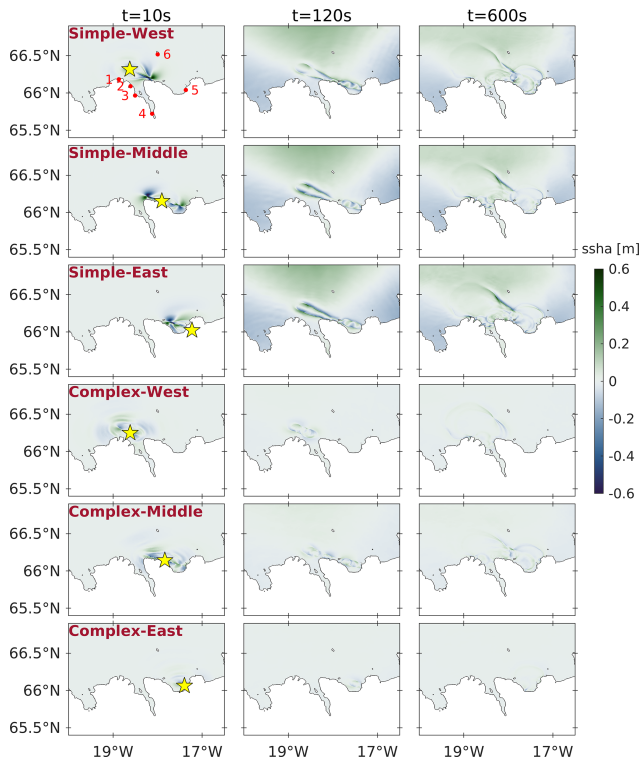 t=10s t=120s t=600s
Simple-West
66.5°N
6
1
2
66°N
3
5
4
65.5°N
Simple-Middle
66.5°N
66°N
65.5°N
ssha [m]
Simple-East
66.5°N
66°N
65.5°N
0.6
0.4
0.2
0
-0.2
-0.4
-0.6
Complex-West
66.5°N
66°N
65.5°N
Complex-Middle
66.5°N
66°N
65.5°N
Complex-East
66.5°N
66°N
65.5°N
19°W 17°W 19°W 17°W 19°W 17°W